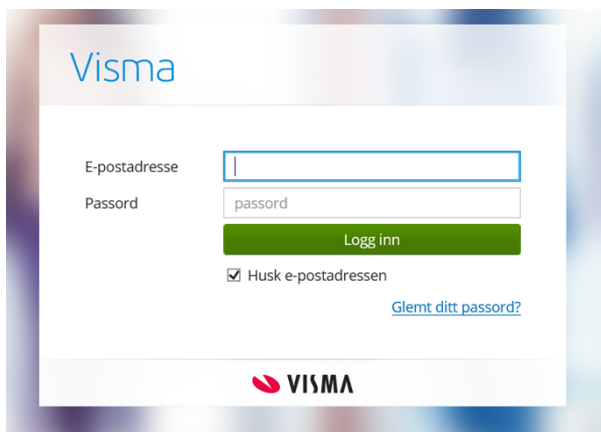 Visma
E-postadresse
Passord
passord
Logg inn
Husk e-postadressen
Glemt ditt passord?
VISMA